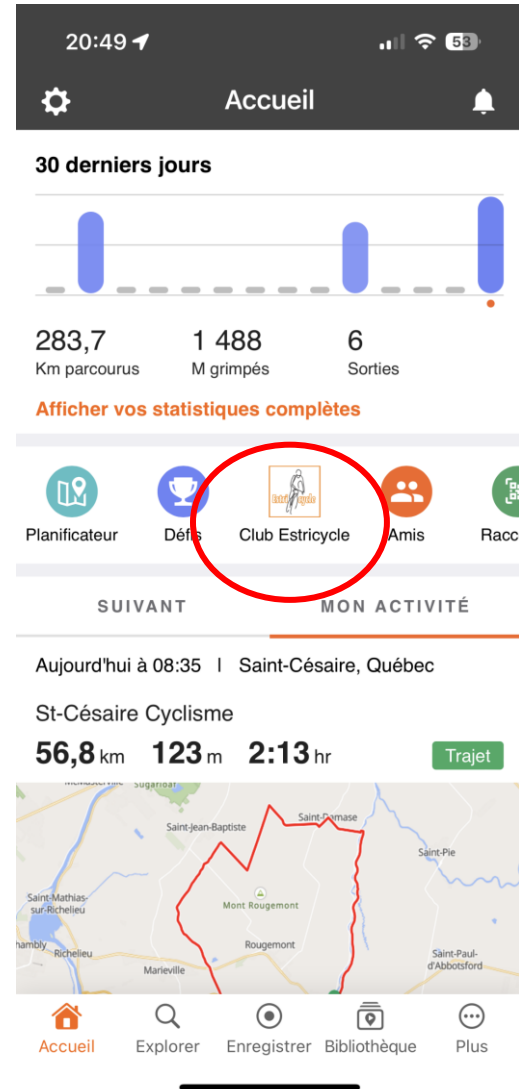 20:49
53
Accueil
30 derniers jours
283,7 1 488 6
Km parcourus M grimpés Sorties
Afficher vos statistiques complètes
Planificateur Défis Club Estricycle Amis Racc
SUIVANT MON ACTIVITÉ
Aujourd'hui à 08:35 | Saint-Césaire, Québec
St-Césaire Cyclisme
56,8 km 123 m 2:13 hr Trajet
McMasterville Sugarloaf
Saint-Jean-Baptiste Saint-Damase
Saint-Pie
Saint-Mathias-
sur-Richelieu
Mont Rougemont
hambly Richelieu
Rougemont
Marieville
Saint-Paul-
d'Abbotsford
Accueil Explorer Enregistrer Bibliothèque Plus